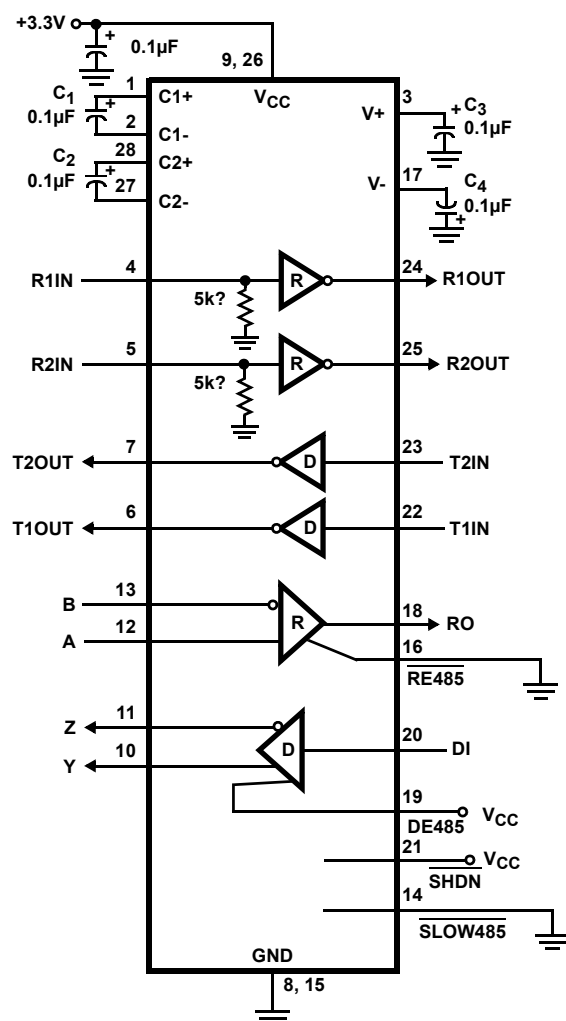 +3.3V
0.1µF
9, 26
1
C1+
VCC
3
V+
C1
0.1µF
+
2
C1-
+
C3
0.1µF
28
C2+
C2
0.1µF
+
27
C2-
17
V-
C4
0.1µF
+
R1IN
4
R
24
R1OUT
5k?
R2IN
5
R
25
R2OUT
5k?
T2OUT
7
D
23
T2IN
T1OUT
6
D
22
T1IN
B
13
A
12
R
18
RO
16
RE485
Z
11
Y
10
D
20
DI
19
DE485
VCC
21
SHDN
VCC
14
SLOW485
GND
8, 15